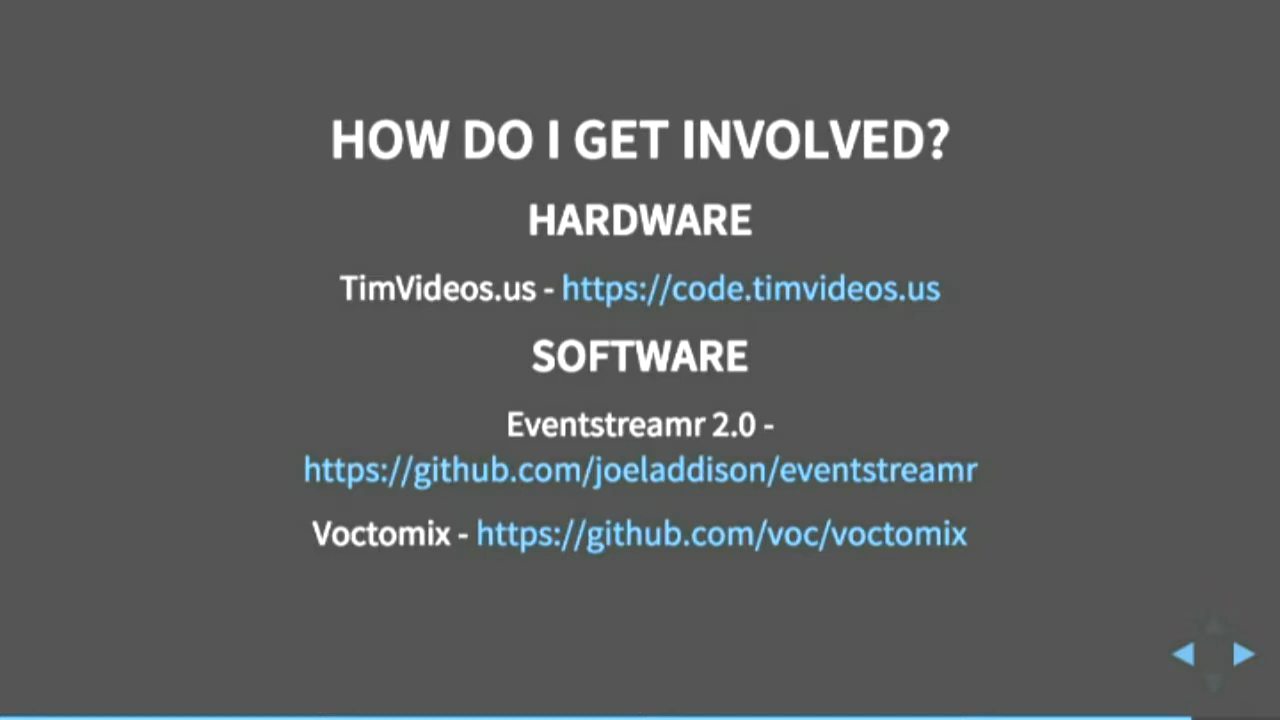 HOW DO I GET INVOLVED?
HARDWARE
TimVideos.us - https://code.timvideos.us
SOFTWARE
Eventstreamr 2.0 -
https://github.com/joeladdison/eventstreamr
Voctomix - https://github.com/voc/voctomix